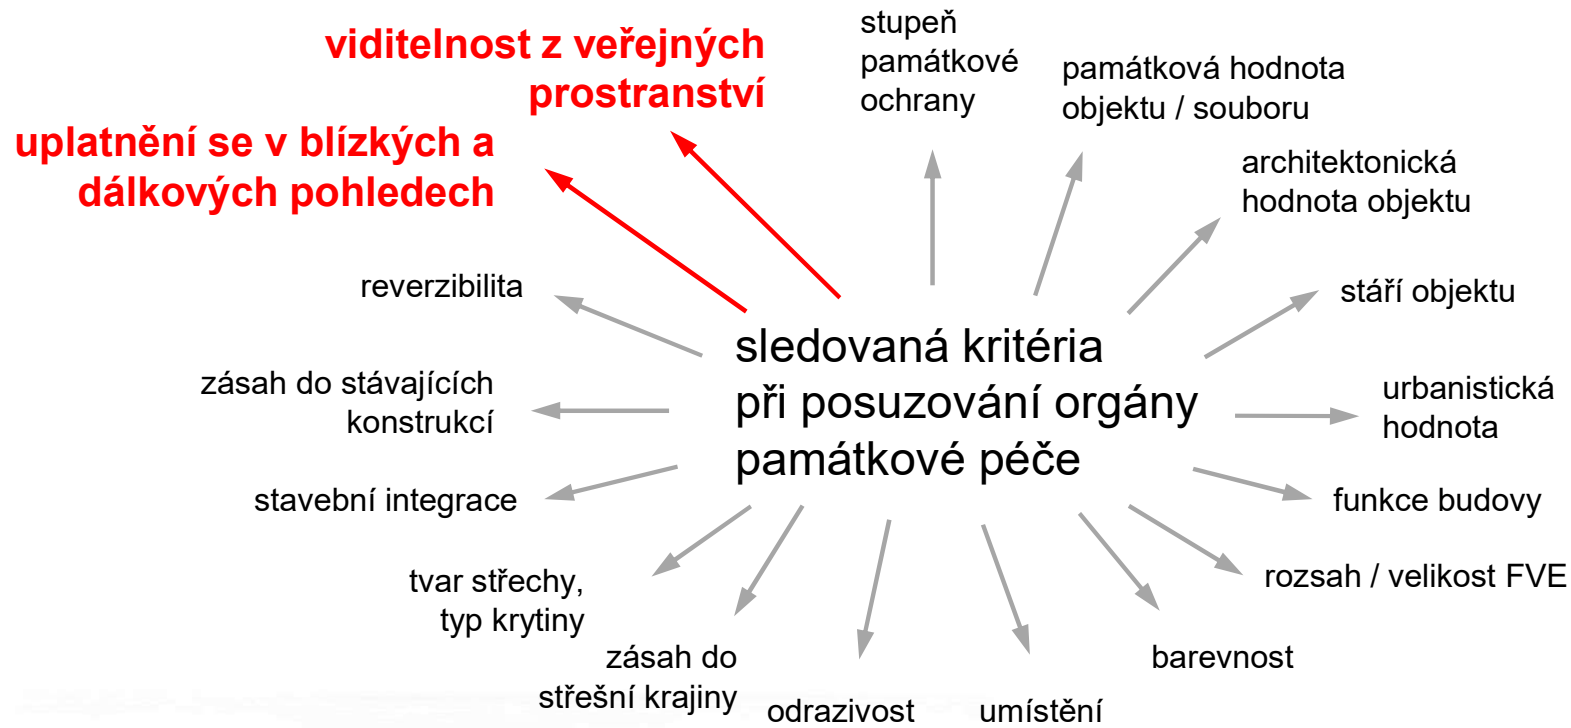 viditelnost z veřejných
prostranství
uplatnění se v blízkých a
dálkových pohledech
stupeň
památkové
ochrany
památková hodnota
objektu / souboru
architektonická
hodnota objektu
stáří objektu
urbanistická
hodnota
funkce budovy
rozsah / velikost FVE
barevnost
umístění
odrazivost
zásah do
střešní krajiny
tvar střechy,
typ krytiny
stavební integrace
zásah do stávajících
konstrukcí
reverzibilita
sledovaná kritéria
při posuzování orgány
památkové péče